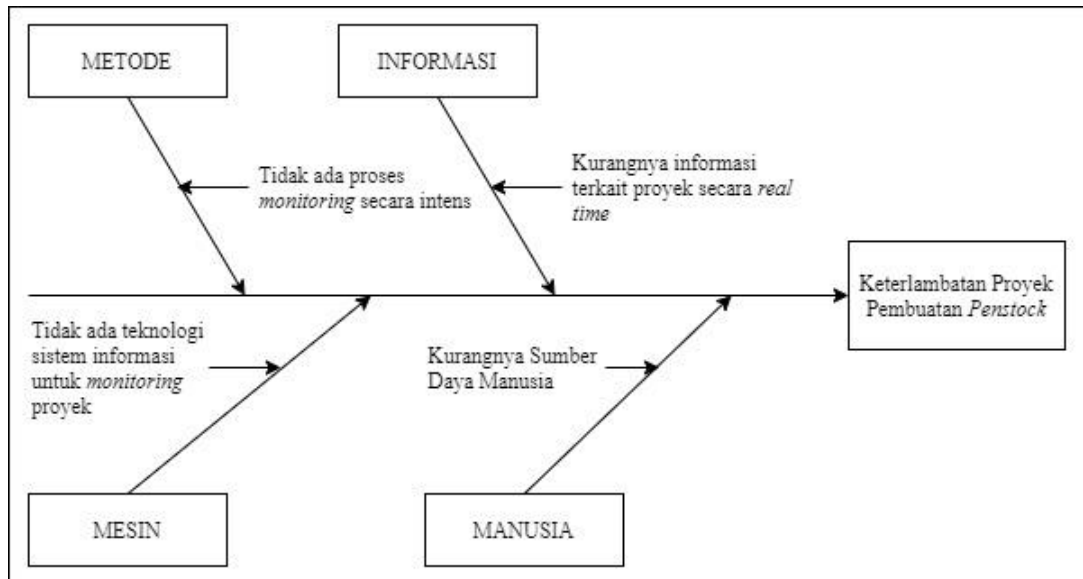 METODE
INFORMASI
Tidak ada proses
monitoring secara intens
Kurangnya informasi
terkait proyek secara real
time
Keterlambatan Proyek
Pembuatan Penstock
Tidak ada teknologi
sistem informasi
untuk monitoring
proyek
Kurangnya Sumber
Daya Manusia
MESIN
MANUSIA